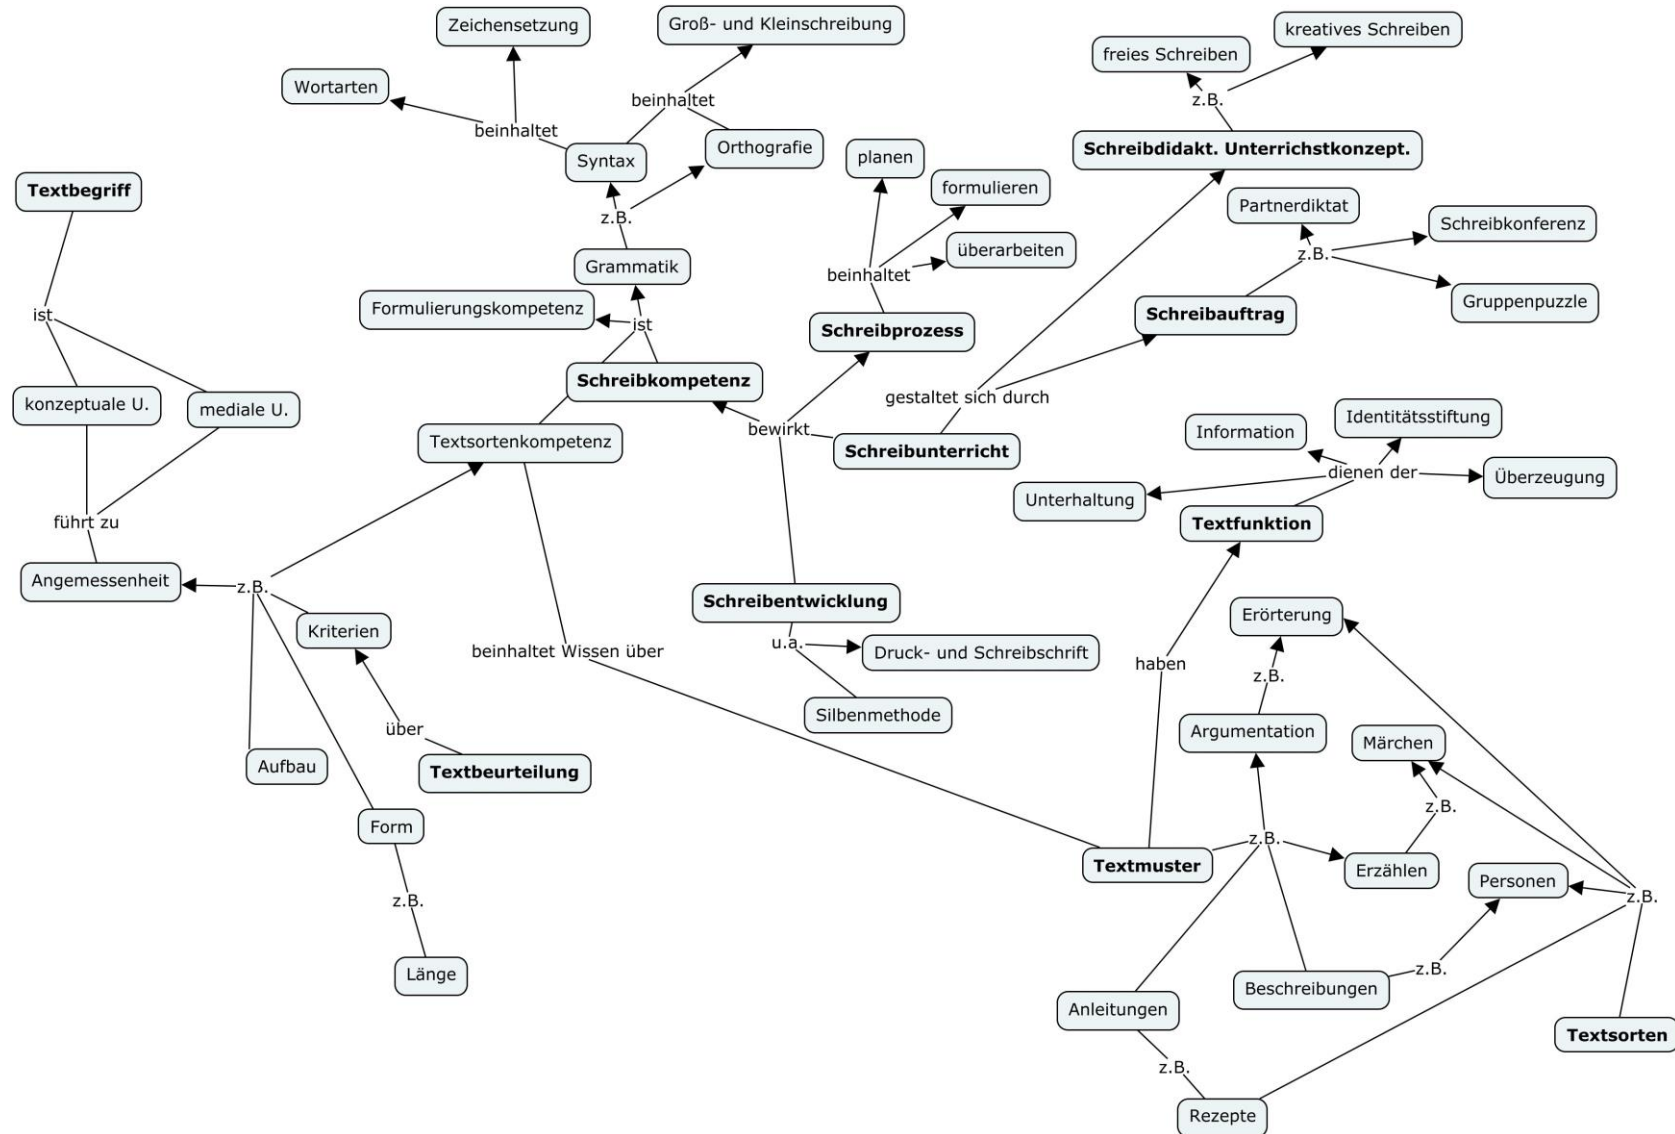 Zeichensetzung
Groß- und Kleinschreibung
freies Schreiben
kreatives Schreiben
Wortarten
beinhaltet
beinhaltet
z.B.
Syntax
Orthografie
planen
Schreibdidakt. Unterrichstkonzept.
Textbegriff
formulieren
z.B.
Partnerdiktat
Schreibkonferenz
überarbeiten
Grammatik
beinhaltet
z.B.
Formulierungskompetenz
ist
ist
Schreibprozess
Schreibauftrag
Gruppenpuzzle
Schreibkompetenz
konzeptuale U.
mediale U.
gestaltet sich durch
Textsortenkompetenz
bewirkt
Schreibunterricht
Information
Identitätsstiftung
dienen der
Unterhaltung
Überzeugung
führt zu
Textfunktion
Angemessenheit
z.B.
Schreibentwicklung
Erörterung
Kriterien
u.a.
beinhaltet Wissen über
Druck- und Schreibschrift
haben
z.B.
Silbenmethode
über
Argumentation
Märchen
Aufbau
Textbeurteilung
z.B.
Form
z.B.
Textmuster
Erzählen
Personen
z.B.
z.B.
Länge
z.B.
Beschreibungen
Anleitungen
Textsorten
z.B.
Rezepte